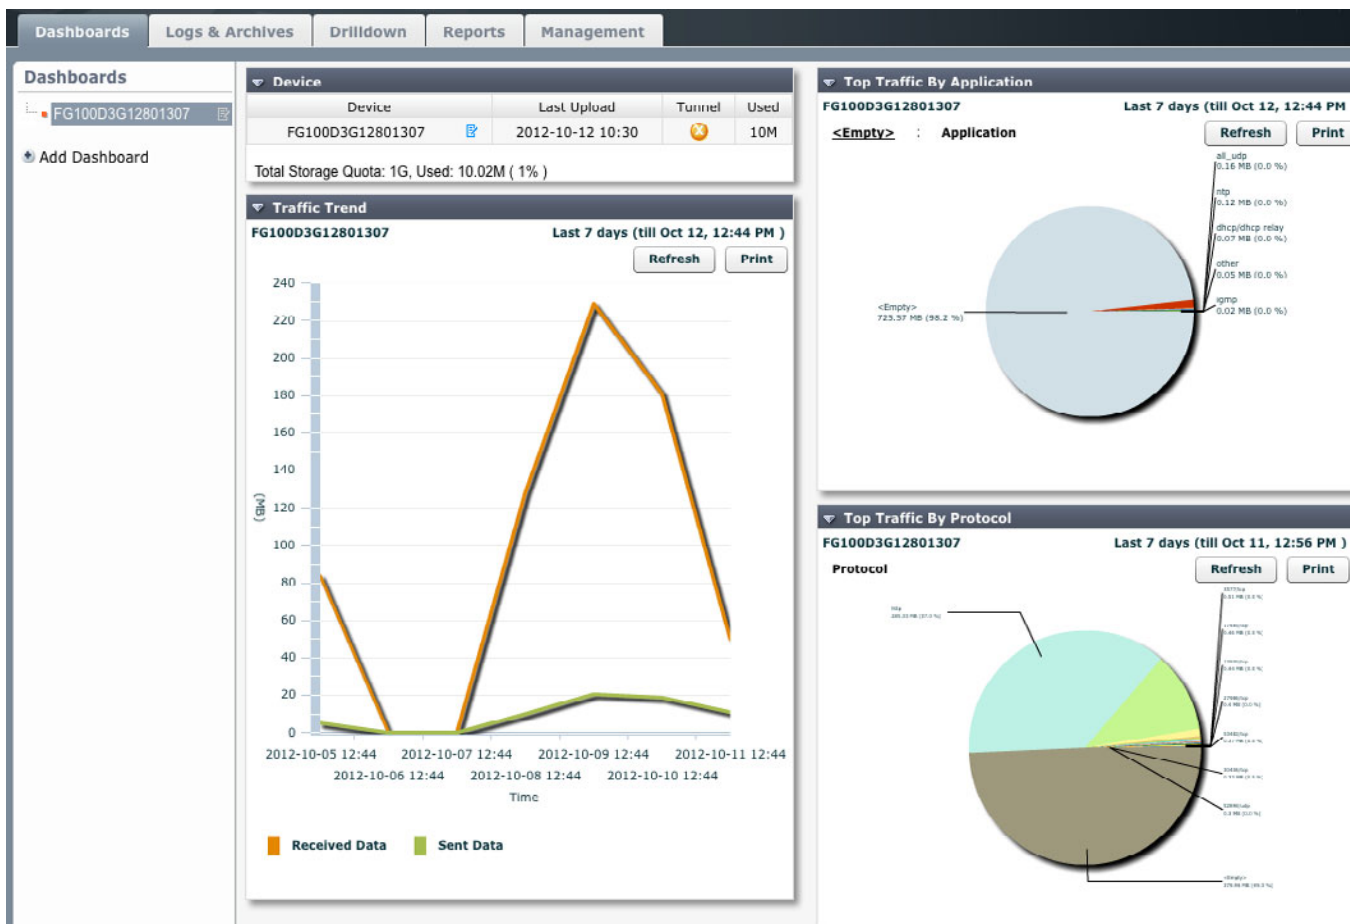 Dashboards
Logs & Archives
Drilldown
Reports
Management
Dashboards
FG100D3G12801307
Add Dashboard
Device
Device Last Upload Tunnel Used
FG100D3G12801307 2012-10-12 10:30 10M
Total Storage Quota: 1G, Used: 10.02M ( 1% )
Traffic Trend
FG100D3G12801307 Last 7 days (till Oct 12, 12:44 PM )
Refresh Print
240
220
200
180
160
140
120
100
80
60
40
20
0
(MB)
2012-10-05 12:44 2012-10-07 12:44 2012-10-09 12:44 2012-10-11 12:44
2012-10-06 12:44 2012-10-08 12:44 2012-10-10 12:44
Time
Received Data Sent Data
Top Traffic By Application
FG100D3G12801307 Last 7 days (till Oct 12, 12:44 PM
<Empty> : Application
Refresh Print
all_udp
0.16 MB (0.0 %)
ntp
0.12 MB (0.0 %)
dhcp/dhcp relay
0.07 MB (0.0 %)
other
0.05 MB (0.0 %)
igmp
0.02 MB (0.0 %)
<Empty>
723.57 MB (98.2 %)
Top Traffic By Protocol
FG100D3G12801307 Last 7 days (till Oct 11, 12:56 PM )
Protocol
Refresh Print
<Empty>